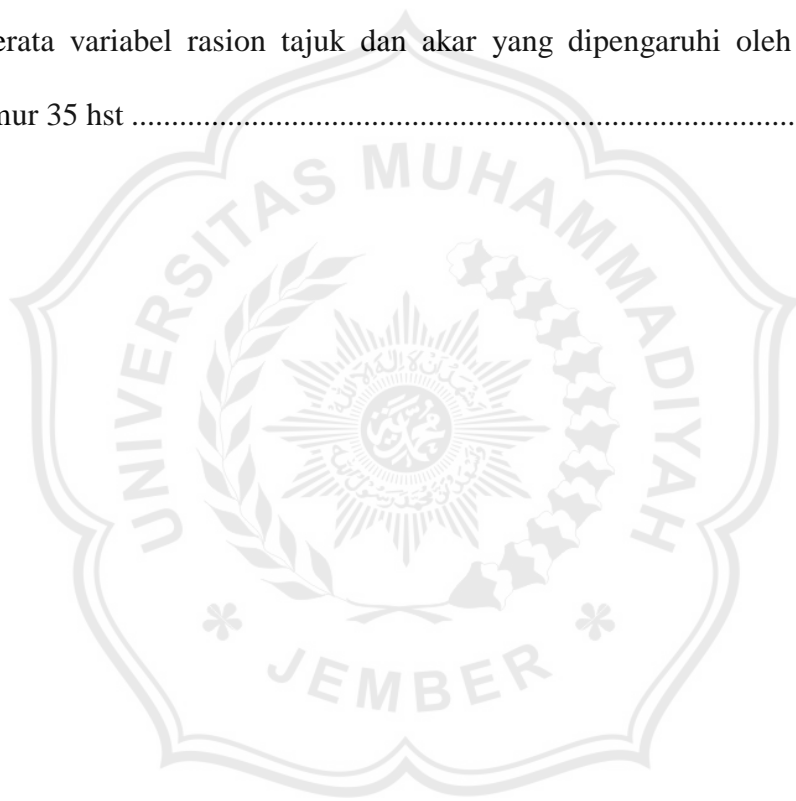 erata variabel rasion tajuk dan akar yang dipengaruhi oleh
mur 35 hst ...................................................................................
UNIVERSITAS MUHAMMADIYAH
JEMBER